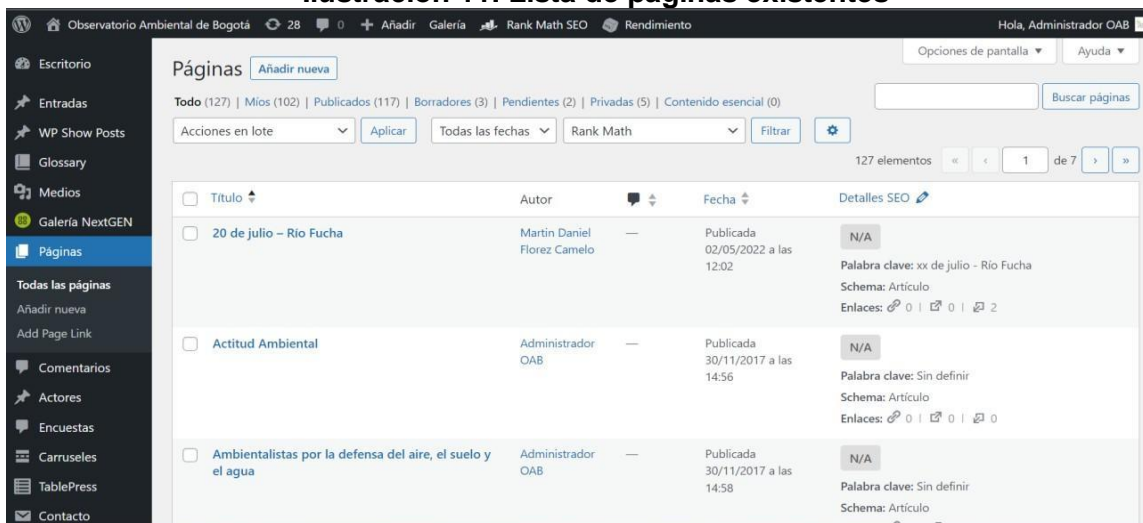 Ilustración 11. Lista de páginas existentes
Observatorio Ambiental de Bogotá 28 0 + Añadir Galería Rank Math SEO Rendimiento Hola, Administrador OAB
Opciones de pantalla ▼ Ayuda ▼
Escritorio
Entradas
WP Show Posts
Glossary
Medios
Galería NextGEN
Páginas
Todas las páginas
Añadir nueva
Add Page Link
Comentarios
Actores
Encuestas
Carruseles
TablePress
Contacto
Páginas Añadir nueva
Todo (127) | Míos (102) | Publicados (117) | Borradores (3) | Pendientes (2) | Privadas (5) | Contenido esencial (0)
Buscar páginas
Acciones en lote Aplicar Todas las fechas Rank Math Filtrar
127 elementos « ‹ 1 de 7 › »
Título Autor Fecha Detalles SEO
20 de julio – Río Fucha
Martin Daniel
Florez Camelo
—
Publicada
02/05/2022 a las
12:02
N/A
Palabra clave: xx de julio - Río Fucha
Schema: Artículo
Enlaces: 0 | 0 | 2
Actitud Ambiental
Administrador
OAB
—
Publicada
30/11/2017 a las
14:56
N/A
Palabra clave: Sin definir
Schema: Artículo
Enlaces: 0 | 0 | 0
Ambientalistas por la defensa del aire, el suelo y
el agua
Administrador
OAB
—
Publicada
30/11/2017 a las
14:58
N/A
Palabra clave: Sin definir
Schema: Artículo